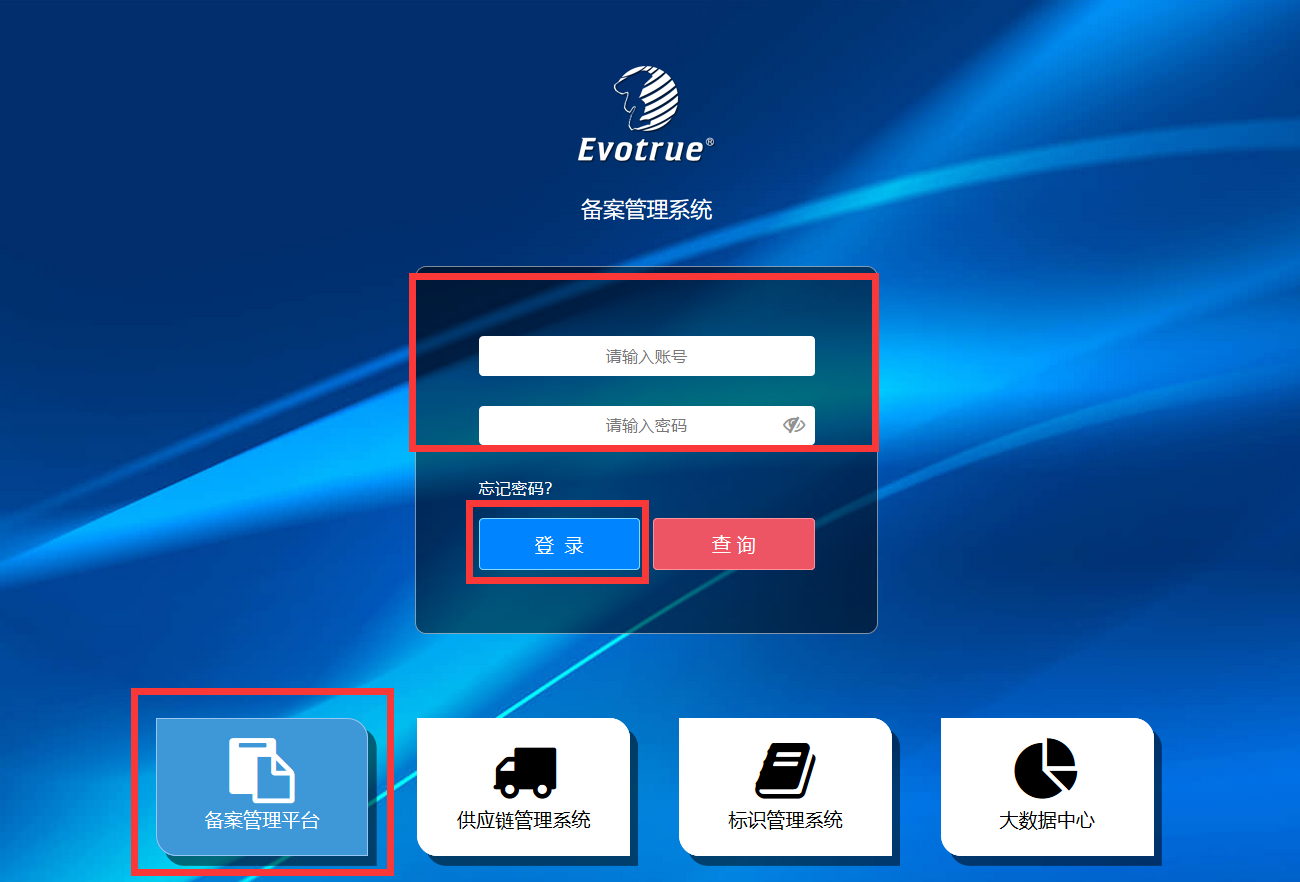 Evotrue®
备案管理系统
请输入账号
请输入密码
忘记密码?
登 录
查 询
备案管理平台
供应链管理系统
标识管理系统
大数据中心